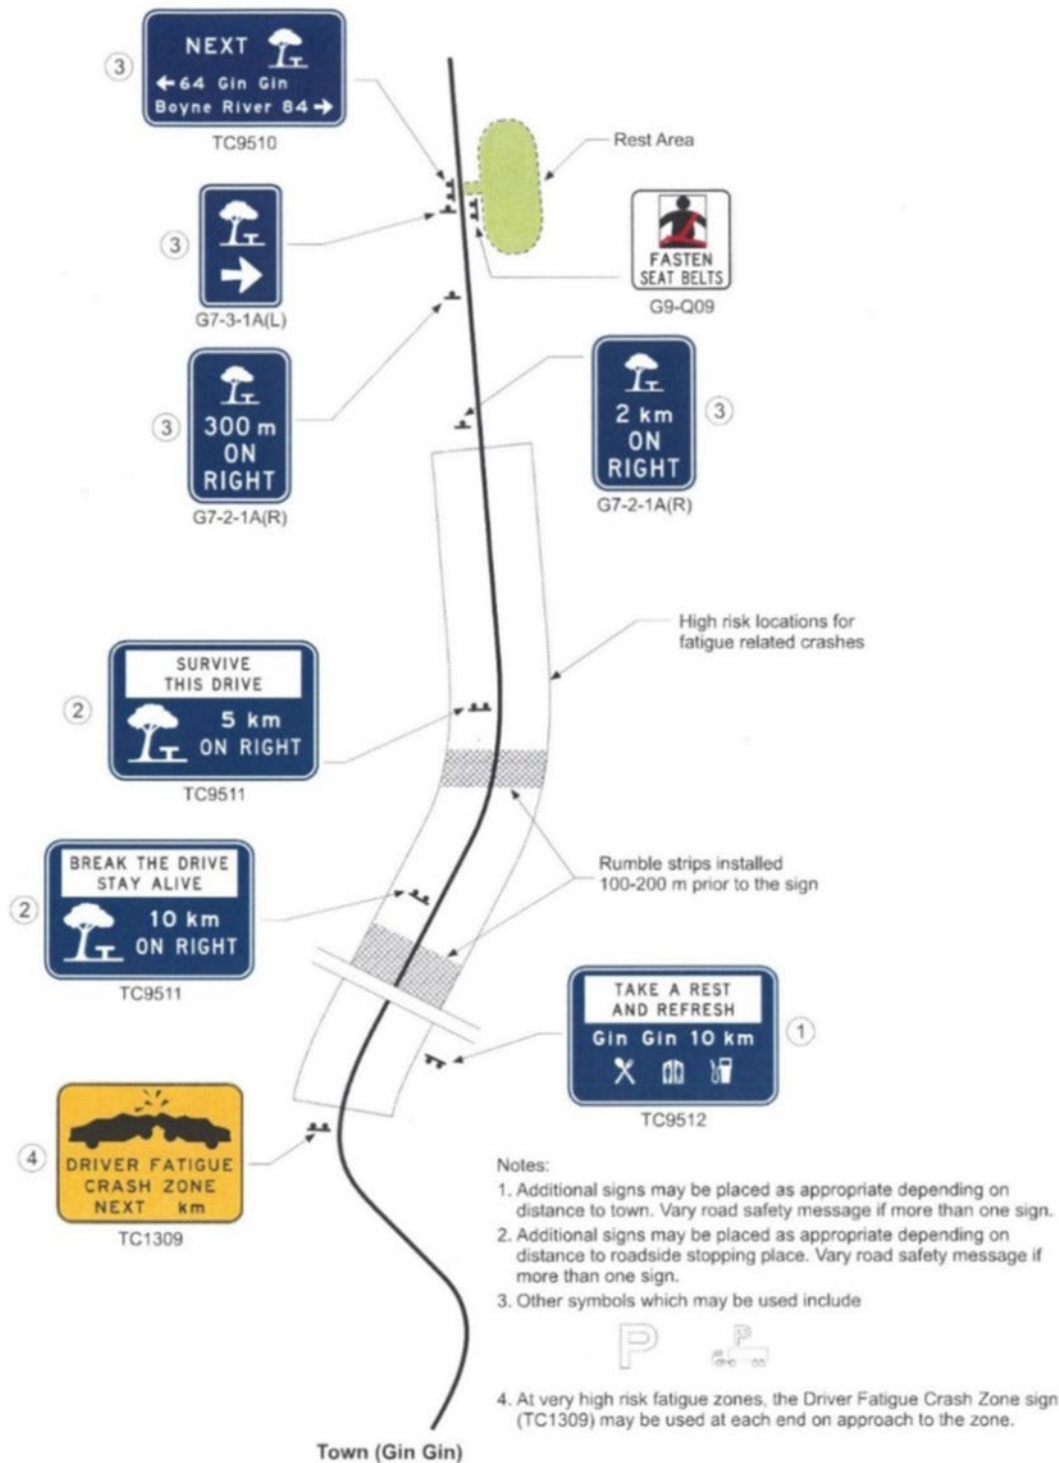 NEXT
←64 Gin Gin
Boyne River 84→
3
TC9510
Rest Area
3
G7-3-1A(L)
FASTEN
SEAT BELTS
G9-Q09
300 m
ON
RIGHT
3
G7-2-1A(R)
2 km
ON
RIGHT
3
G7-2-1A(R)
High risk locations for
fatigue related crashes
SURVIVE
THIS DRIVE
5 km
ON RIGHT
2
TC9511
Rumble strips installed
100-200 m prior to the sign
BREAK THE DRIVE
STAY ALIVE
10 km
ON RIGHT
2
TC9511
TAKE A REST
AND REFRESH
Gin Gin 10 km
1
TC9512
4
DRIVER FATIGUE
CRASH ZONE
NEXT km
TC1309
Notes:
1. Additional signs may be placed as appropriate depending on
distance to town. Vary road safety message if more than one sign.
2. Additional signs may be placed as appropriate depending on
distance to roadside stopping place. Vary road safety message if
more than one sign.
3. Other symbols which may be used include
P
P
4. At very high risk fatigue zones, the Driver Fatigue Crash Zone sign
(TC1309) may be used at each end on approach to the zone.
Town (Gin Gin)